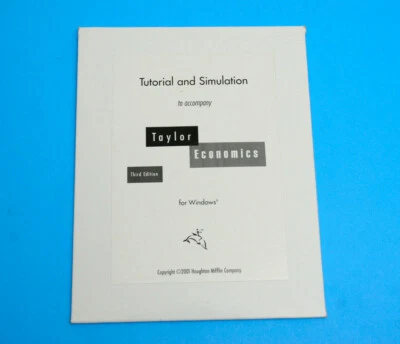 Tutorial and Simulation
to accompany
Taylor
Economics
Third Edition
for Windows®
Copyright ©2001 Houghton Mifflin Company